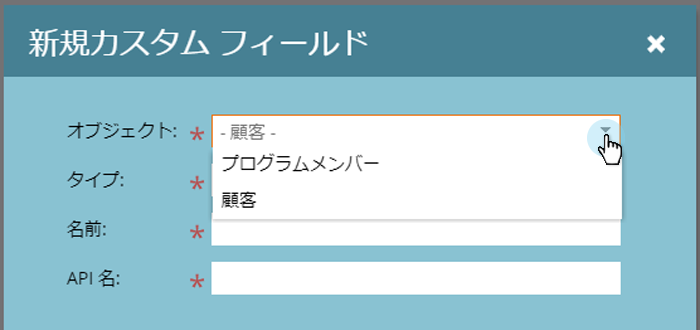 新規カスタム フィールド
オブジェクト: * - 顧客 -
プログラムメンバー
タイプ: *
顧客
名前: *
API 名: *